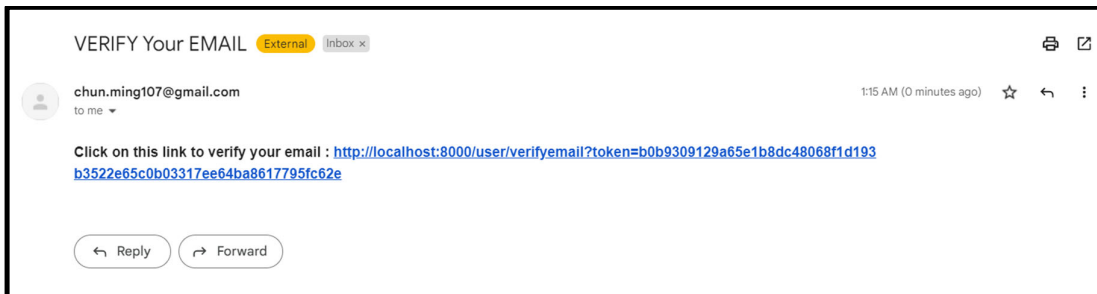 VERIFY Your EMAIL External Inbox ×
chun.ming107@gmail.com 1:15 AM (0 minutes ago)
to me
Click on this link to verify your email : http://localhost:8000/user/verifyemail?token=b0b9309129a65e1b8dc48068f1d193
b3522e65c0b03317ee64ba8617795fc62e
Reply Forward